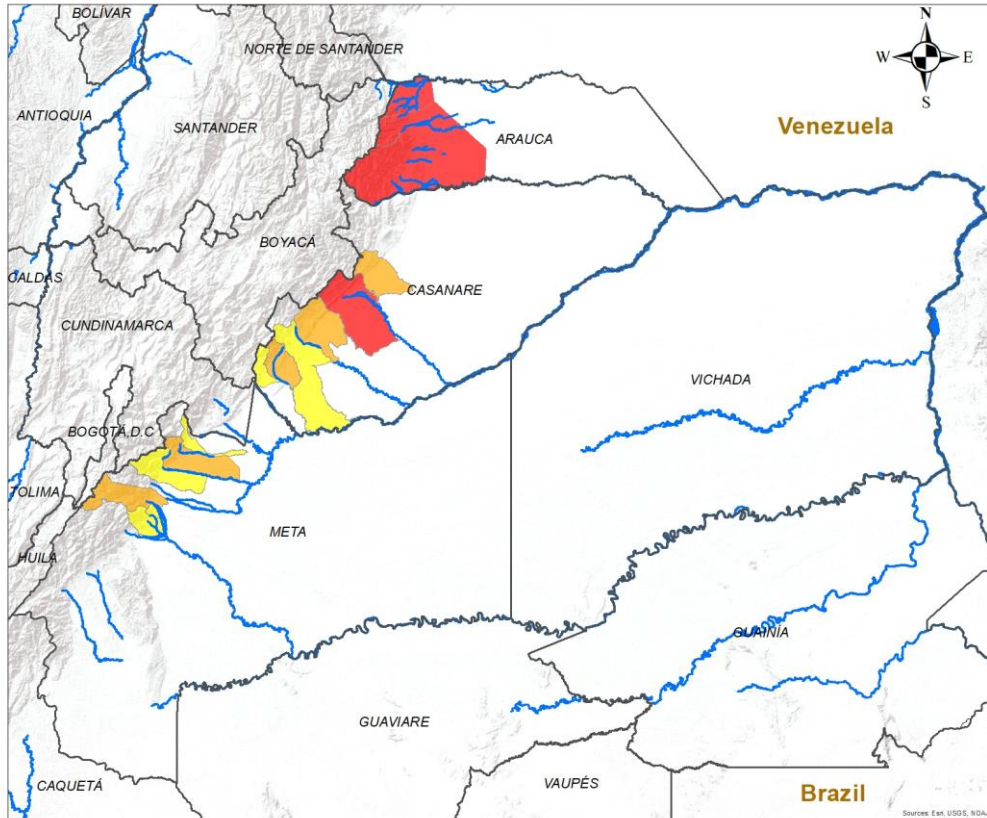 BOLÍVAR
N
NORTE DE SANTANDER
W E
S
ANTIOQUIA
SANTANDER
ARAUCA
Venezuela
BOYACÁ
CALDAS
CASANARE
CUNDINAMARCA
VICHADA
BOGOTÁ,D.C
TOLIMA
META
HUILA
GUAINÍA
GUAVIARE
CAQUETÁ
VAUPÉS
Brazil
Sources: Esri, USGS, NOAA